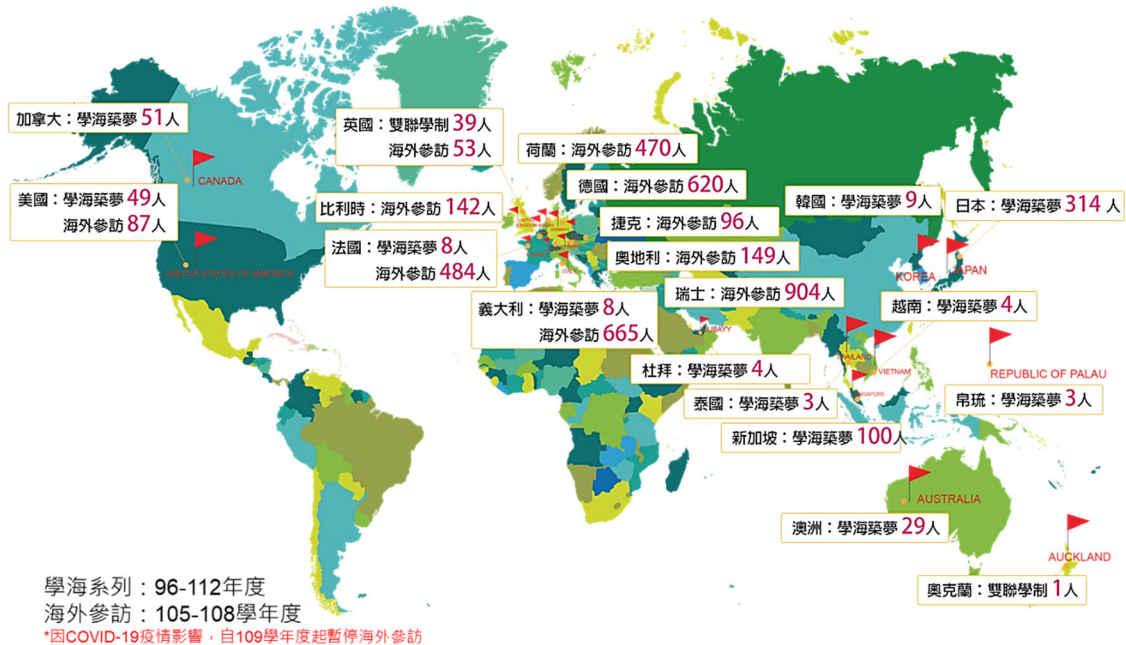 加拿大：學海築夢 51人
CANADA
美國：學海築夢 49人
海外參訪 87人
UNITED STATES OF AMERICA
英國：雙聯學制 39人
海外參訪 53人
荷蘭：海外參訪 470人
德國：海外參訪 620人
比利時：海外參訪 142人
捷克：海外參訪 96人
法國：學海築夢 8人
海外參訪 484人
奧地利：海外參訪 149人
瑞士：海外參訪 904人
義大利：學海築夢 8人
海外參訪 665人
韓國：學海築夢 9人
日本：學海築夢 314人
KOREA
JAPAN
越南：學海築夢 4人
杜拜：學海築夢 4人
THAILAND
VIETNAM
REPUBLIC OF PALAU
泰國：學海築夢 3人
帛琉：學海築夢 3人
新加坡：學海築夢 100人
AUSTRALIA
澳洲：學海築夢 29人
AUCKLAND
奧克蘭：雙聯學制 1人
學海系列：96-112年度
海外參訪：105-108學年度
*因COVID-19疫情影響，自109學年度起暫停海外參訪